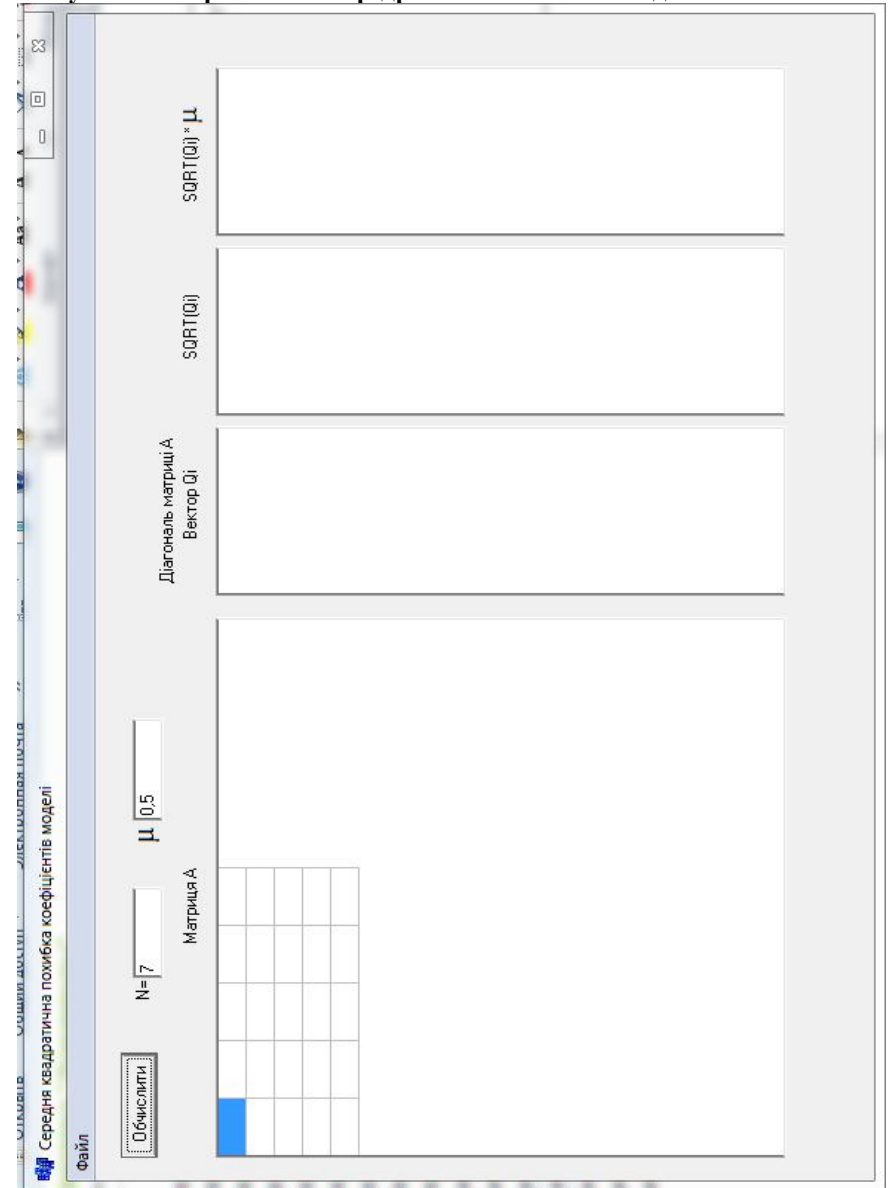 Середня квадратична похибка коефіцієнтів моделі
Файл
Обчислити
N= 7
μ 0,5
Матриця А
Діагональ матриці А
Вектор Qi
SQRT(Qi)
SQRT(Qi) * μ